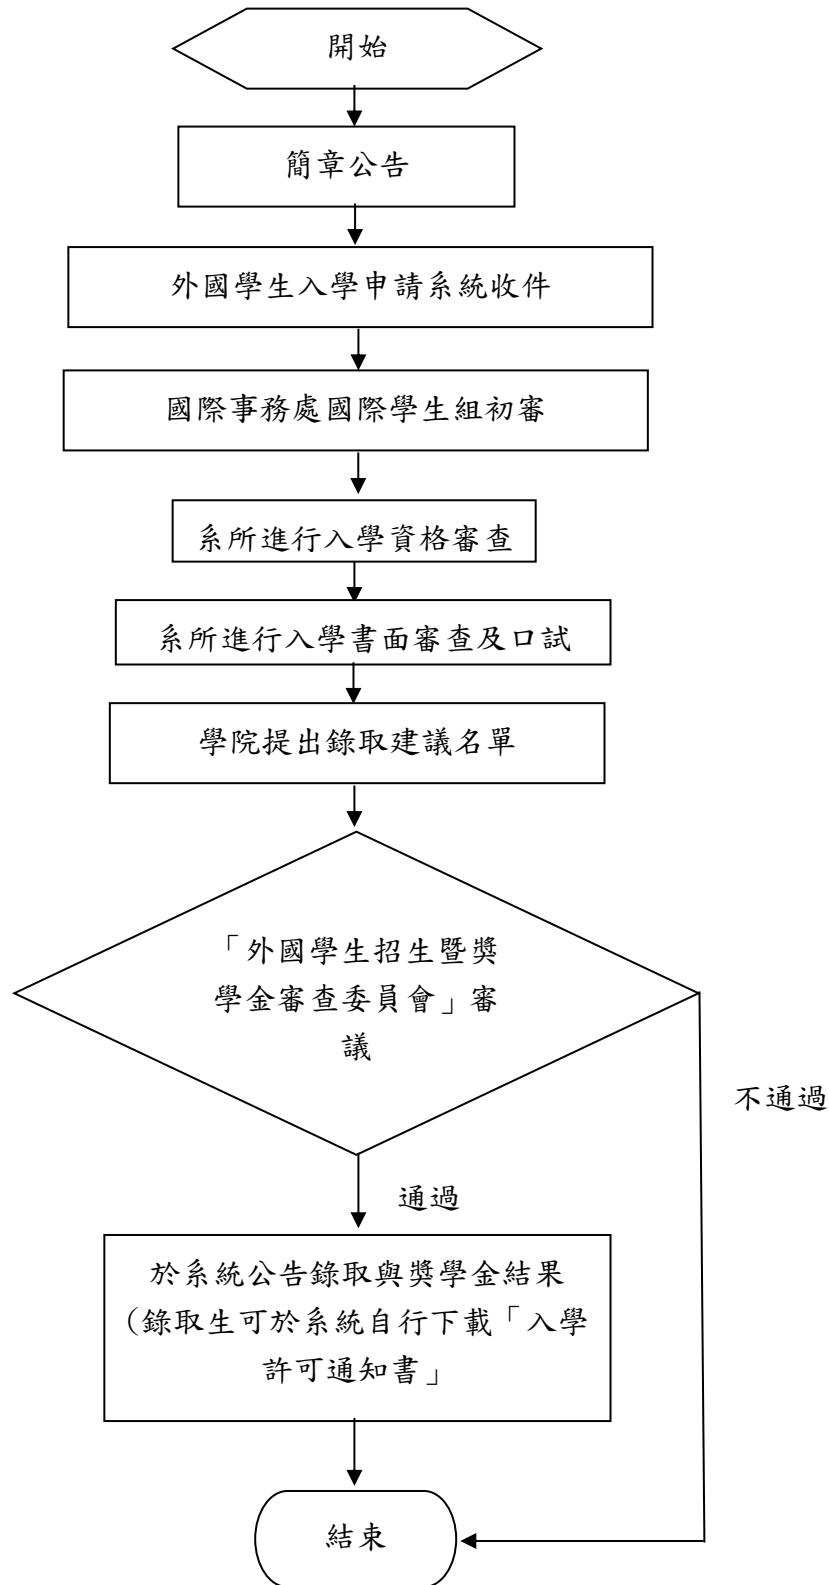 開始
簡章公告
外國學生入學申請系統收件
國際事務處國際學生組初審
系所進行入學資格審查
系所進行入學書面審查及口試
學院提出錄取建議名單
「外國學生招生暨獎
學金審查委員會」審
議
不通過
通過
於系統公告錄取與獎學金結果
(錄取生可於系統自行下載「入學
許可通知書」
結束